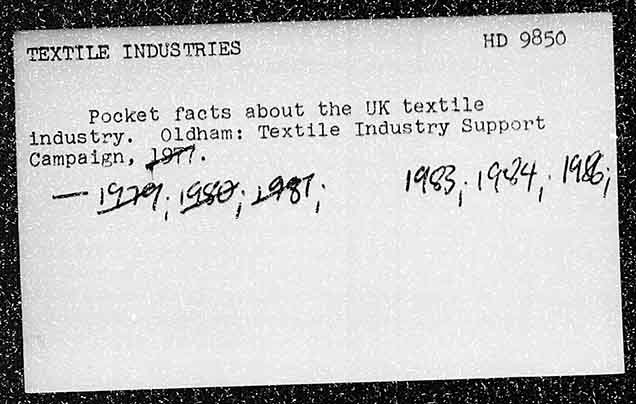 TEXTILE INDUSTRIES HD 9850
Pocket facts about the UK textile
industry. Oldham: Textile Industry Support
Campaign, 1977.
— 1979; 1980; 1981; 1983; 1984; 1986;